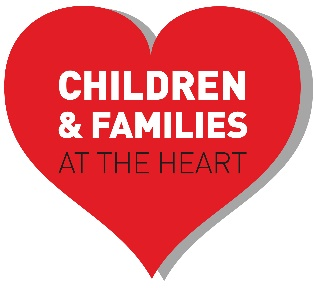 CHILDREN
& FAMILIES
AT THE HEART